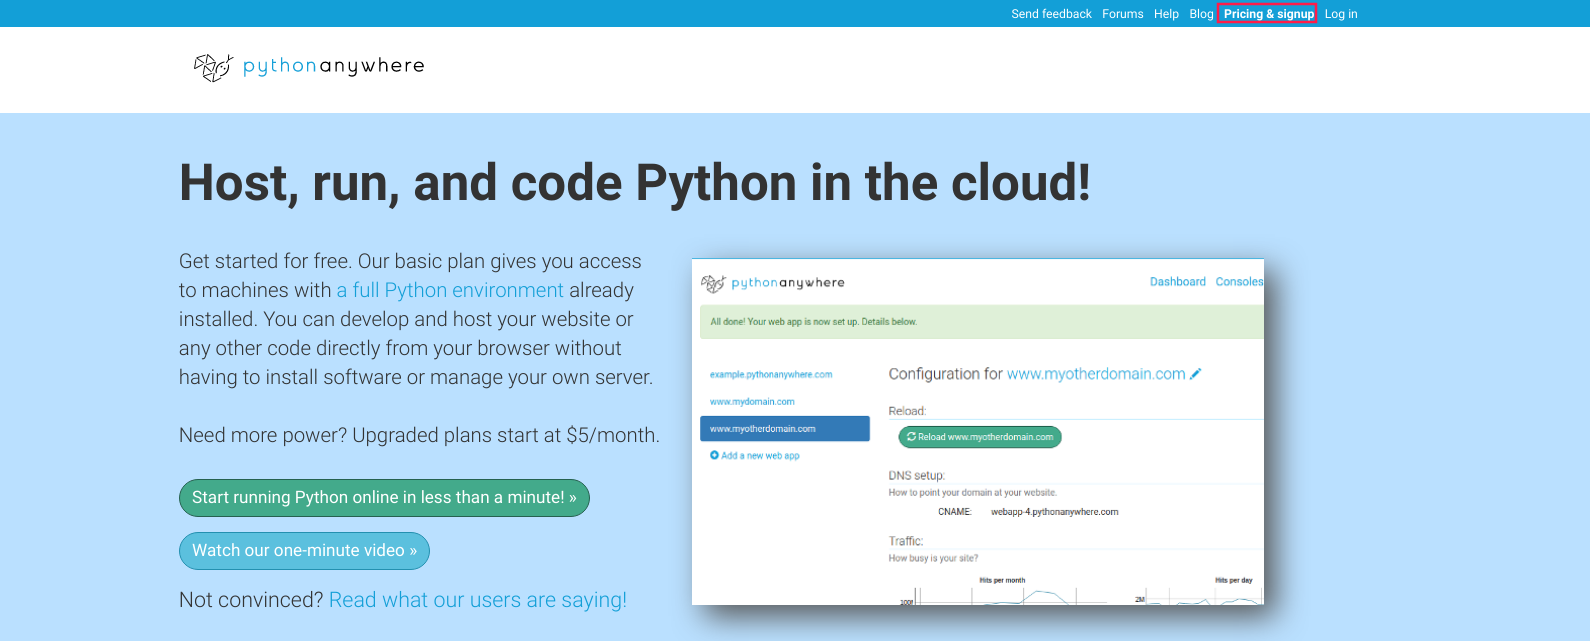 Send feedback Forums Help Blog Pricing & signup Log in
pythonanywhere
Host, run, and code Python in the cloud!
Get started for free. Our basic plan gives you access
to machines with a full Python environment already
installed. You can develop and host your website or
any other code directly from your browser without
having to install software or manage your own server.
Need more power? Upgraded plans start at $5/month.
Start running Python online in less than a minute! »
Watch our one-minute video »
Not convinced? Read what our users are saying!
pythonanywhere
Dashboard Consoles
All done! Your web app is now set up. Details below.
example.pythonanywhere.com
www.mydomain.com
www.myotherdomain.com
Add a new web app
Configuration for www.myotherdomain.com
Reload:
Reload www.myotherdomain.com
DNS setup:
How to point your domain at your website.
CNAME: webapp-4.pythonanywhere.com
Traffic:
How busy is your site?
Hits per month
Hits per day
2M